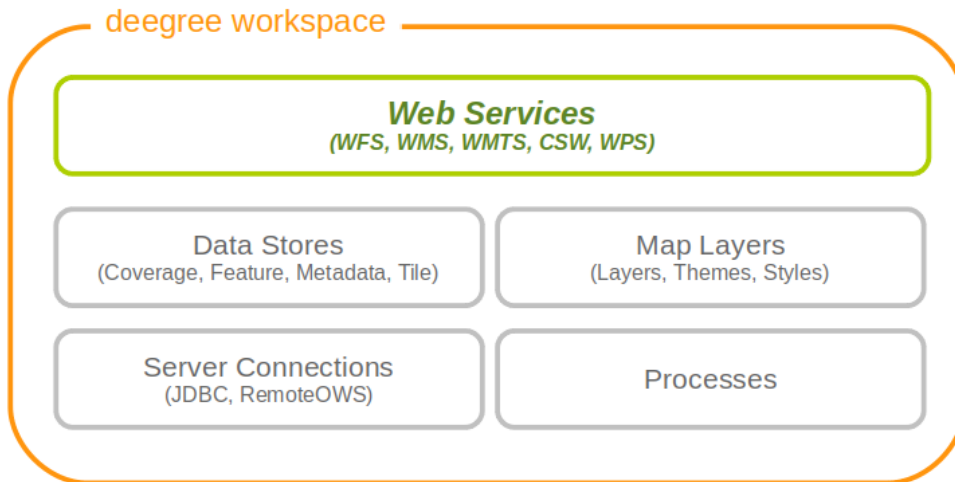 deegree workspace
Web Services
(WFS, WMS, WMTS, CSW, WPS)
Data Stores
(Coverage, Feature, Metadata, Tile)
Map Layers
(Layers, Themes, Styles)
Server Connections
(JDBC, RemoteOWS)
Processes